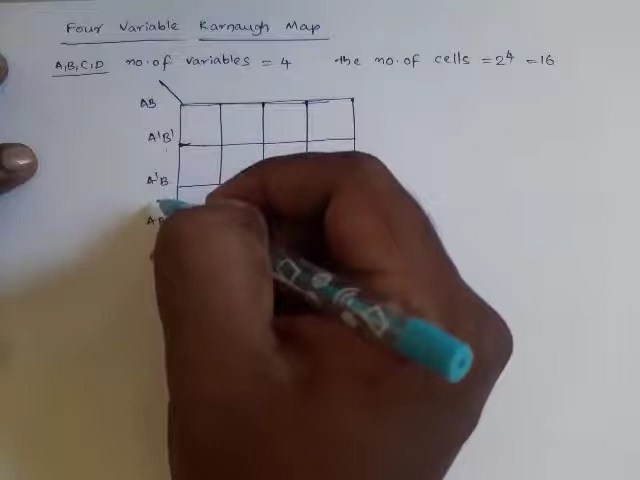 Four Variable Karnaugh Map
A,B,C,D no. of variables = 4 the no. of cells = 2⁴ = 16
AB
A'B'
A'B